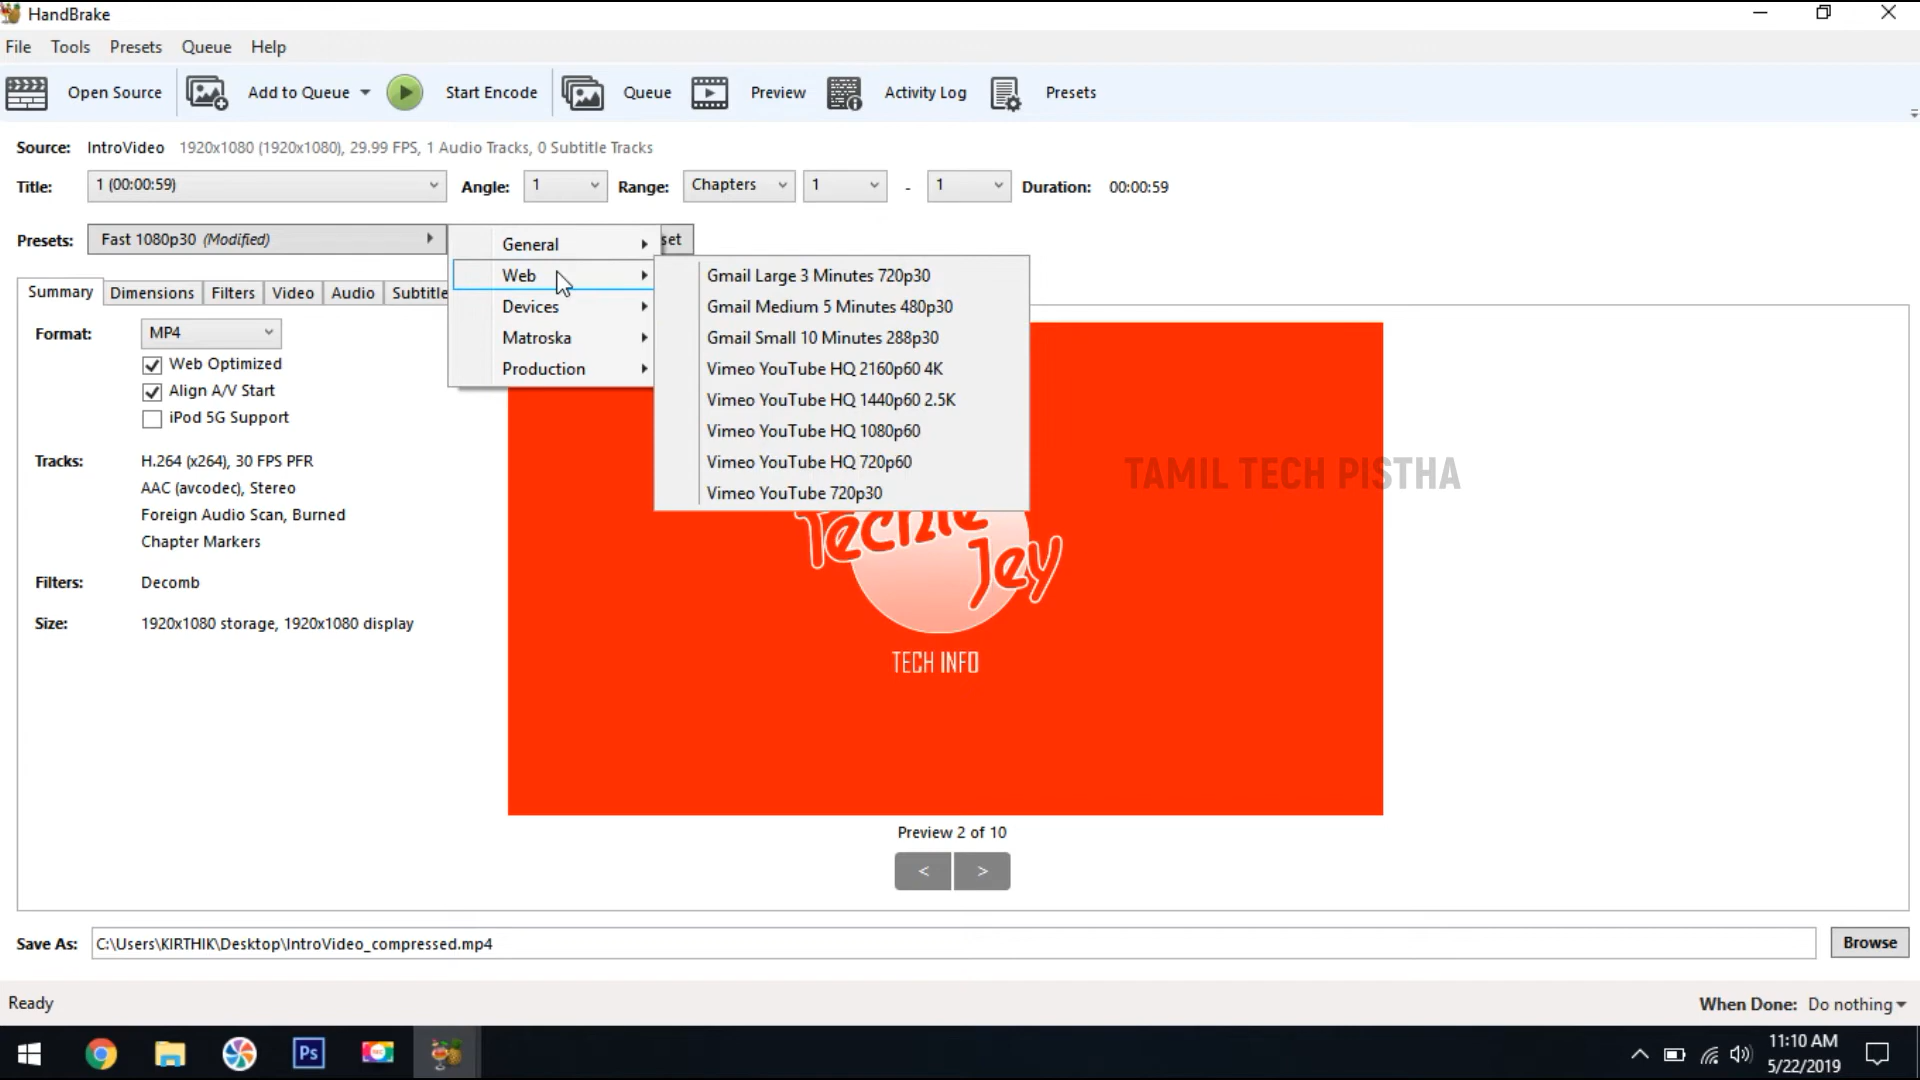 HandBrake
File Tools Presets Queue Help
Open Source Add to Queue Start Encode Queue Preview Activity Log Presets
Source: IntroVideo 1920x1080 (1920x1080), 29.99 FPS, 1 Audio Tracks, 0 Subtitle Tracks
Title: 1 (00:00:59) Angle: 1 Range: Chapters 1 - 1 Duration: 00:00:59
Presets: Fast 1080p30 (Modified) set
General
Web
Devices
Matroska
Production
Gmail Large 3 Minutes 720p30
Gmail Medium 5 Minutes 480p30
Gmail Small 10 Minutes 288p30
Vimeo YouTube HQ 2160p60 4K
Vimeo YouTube HQ 1440p60 2.5K
Vimeo YouTube HQ 1080p60
Vimeo YouTube HQ 720p60
Vimeo YouTube 720p30
Summary Dimensions Filters Video Audio Subtitle
Format: MP4
Web Optimized
Align A/V Start
iPod 5G Support
Tracks: H.264 (x264), 30 FPS PFR
AAC (avcodec), Stereo
Foreign Audio Scan, Burned
Chapter Markers
Filters: Decomb
Size: 1920x1080 storage, 1920x1080 display
TAMIL TECH PISTHA
Techie
Jey
TECH INFO
Preview 2 of 10
< >
Save As: C:\Users\KIRTHIK\Desktop\IntroVideo_compressed.mp4 Browse
Ready When Done: Do nothing
Ps
11:10 AM
5/22/2019